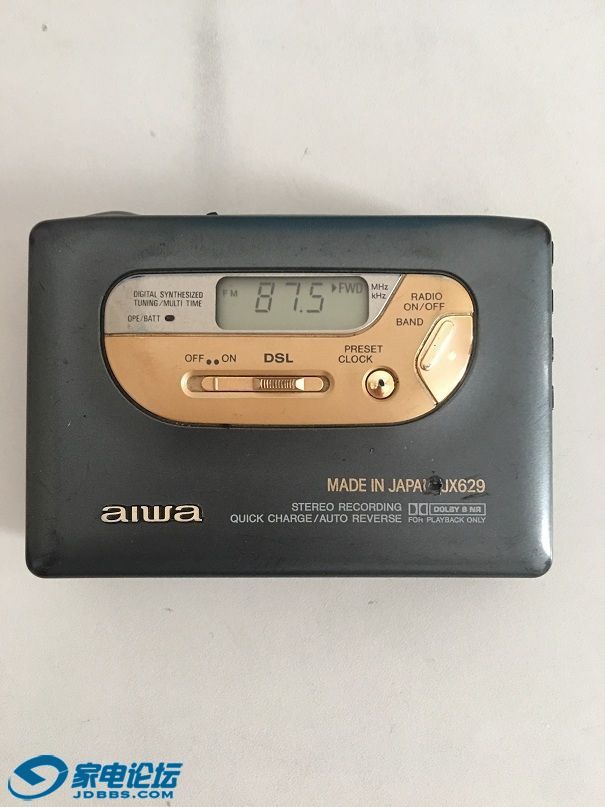 DIGITAL SYNTHESIZED
TUNING/MULTI TIME
OPE/BATT
FM 87.5 FWD
MHz
kHz
RADIO
ON/OFF
BAND
OFF ON DSL
PRESET
CLOCK
MADE IN JAPAN JX629
aiwa
STEREO RECORDING
QUICK CHARGE/AUTO REVERSE
DOLBY B NR
FOR PLAYBACK ONLY
家电论坛
JDBBS.COM